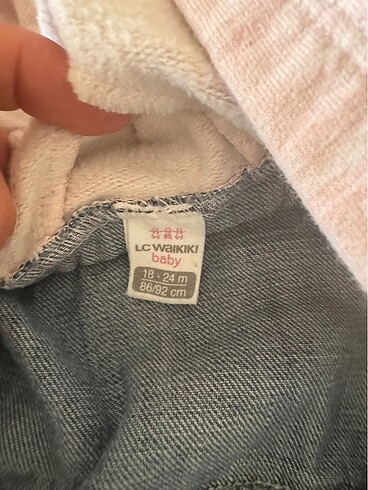 LC WAIKIKI
baby
18 - 24 m
86/92 cm